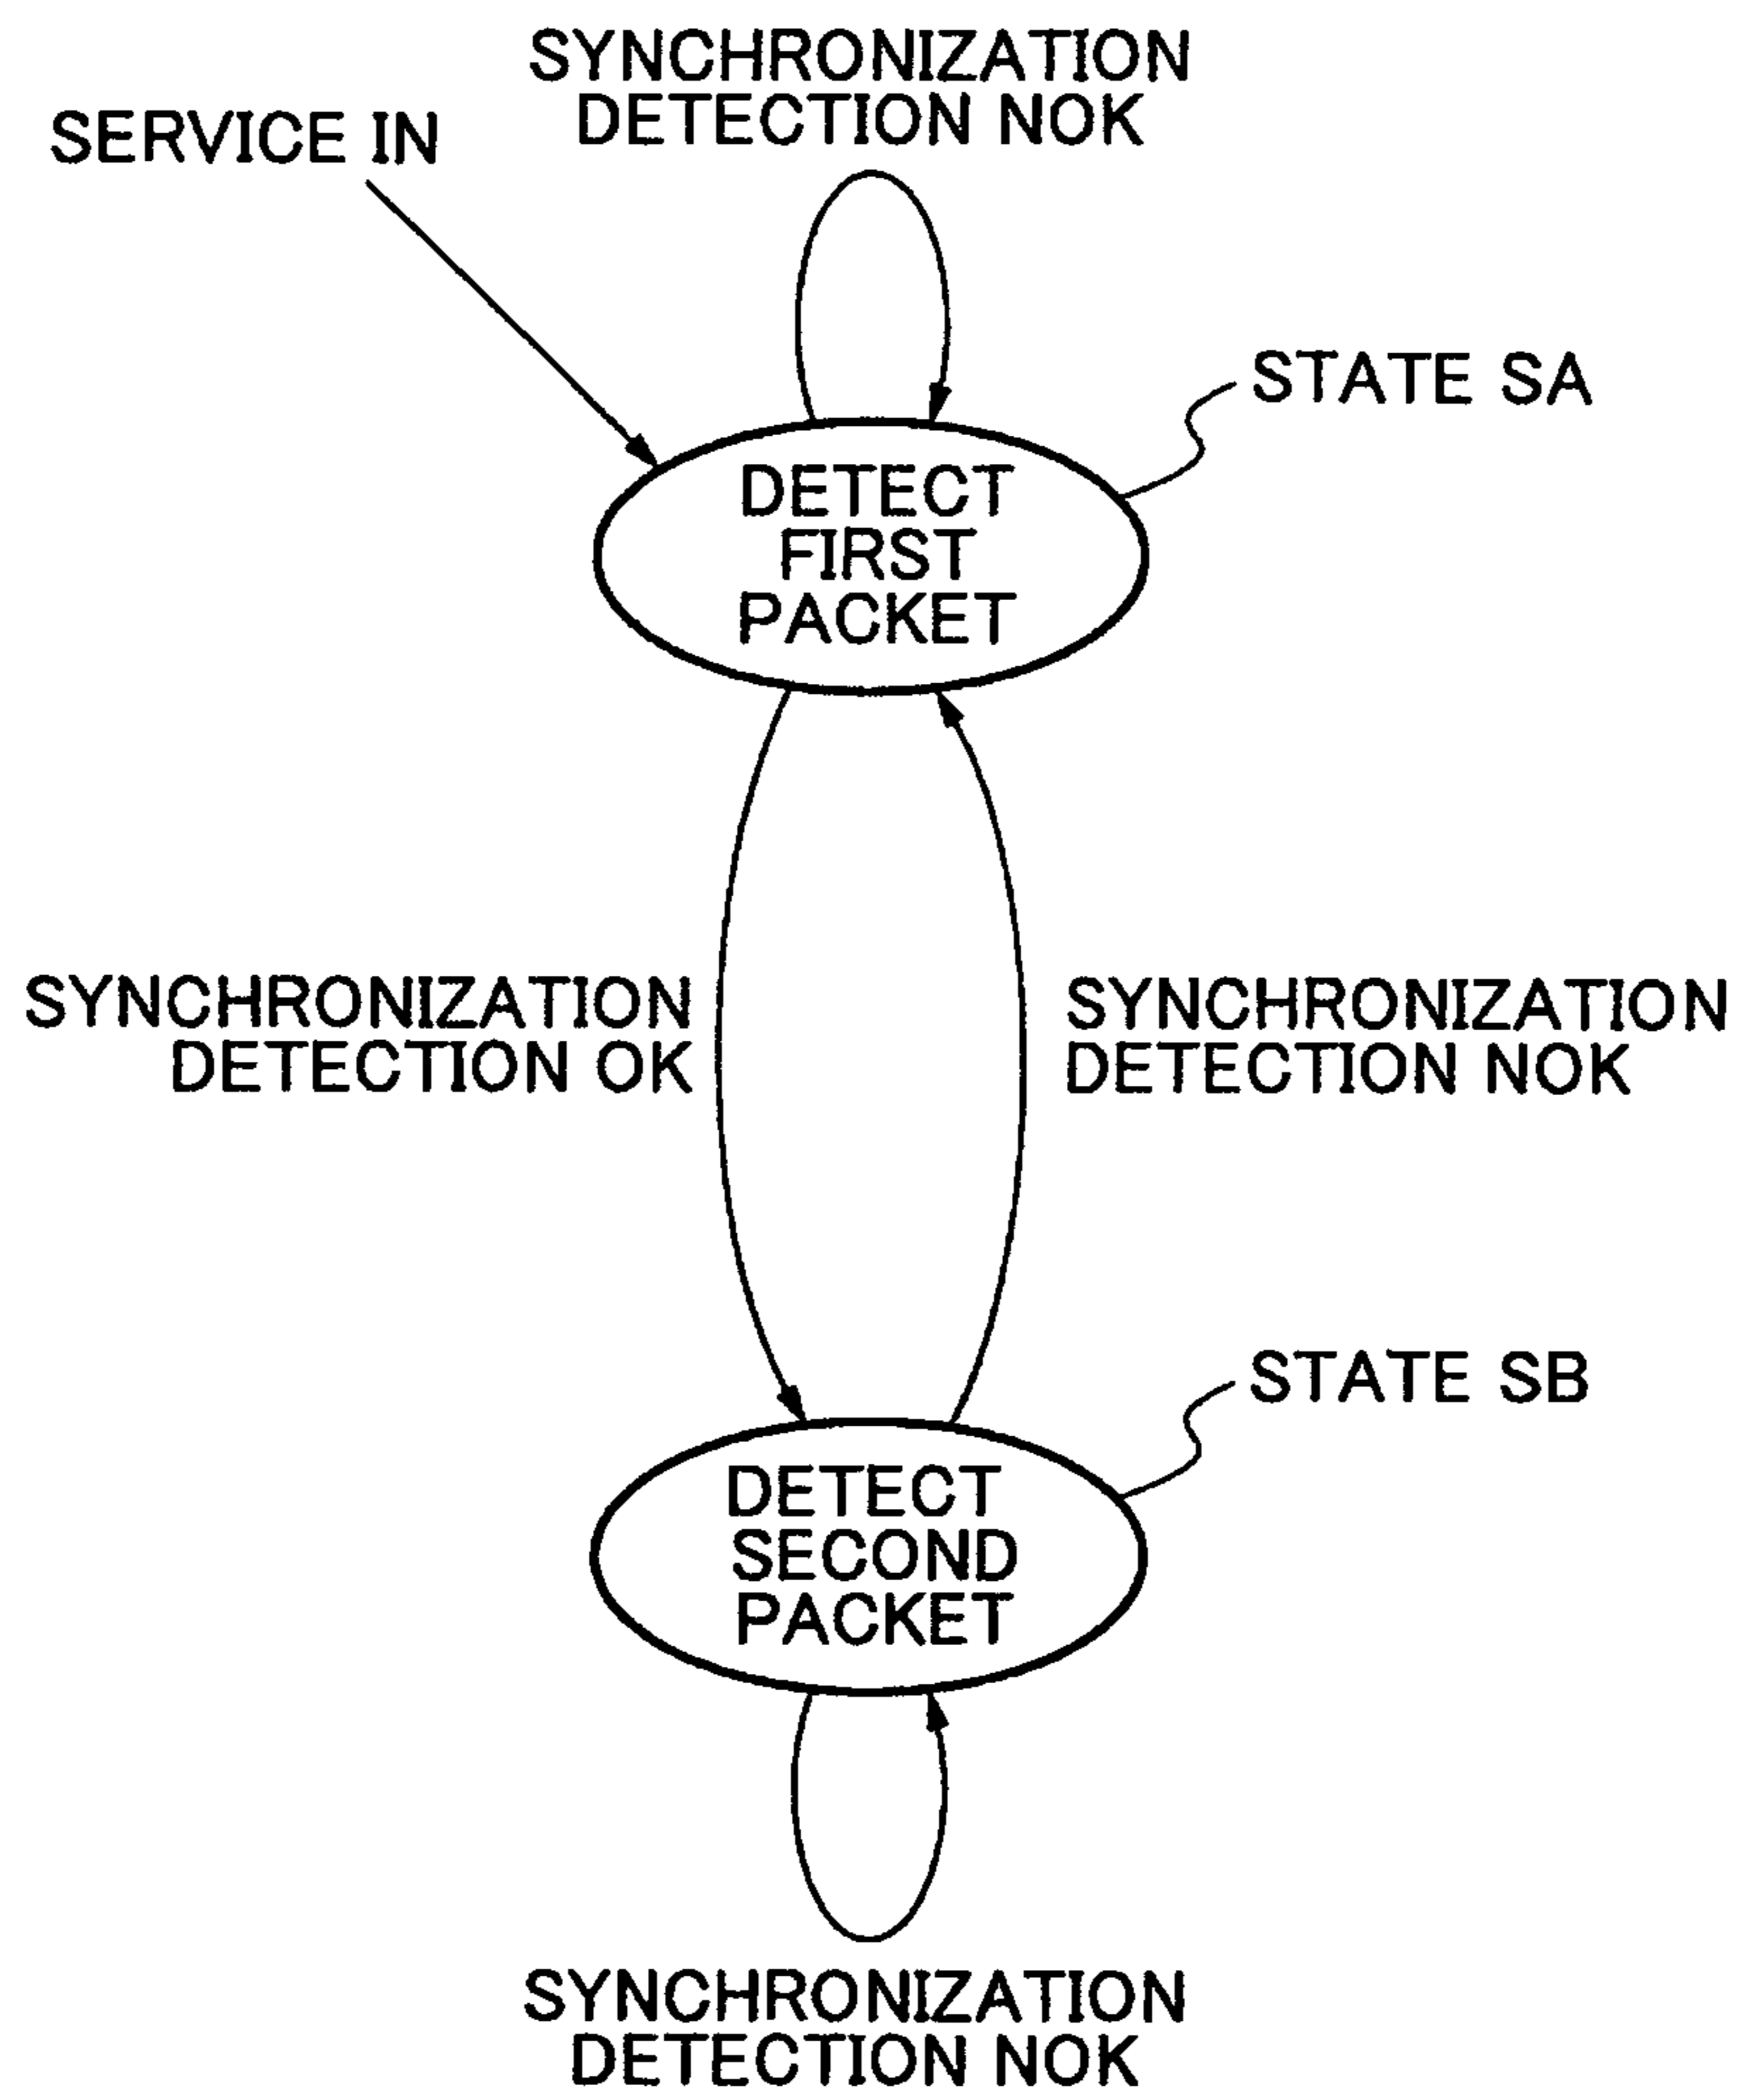 SYNCHRONIZATION
DETECTION NOK
SERVICE IN
STATE SA
DETECT
FIRST
PACKET
SYNCHRONIZATION
DETECTION OK
SYNCHRONIZATION
DETECTION NOK
STATE SB
DETECT
SECOND
PACKET
SYNCHRONIZATION
DETECTION NOK